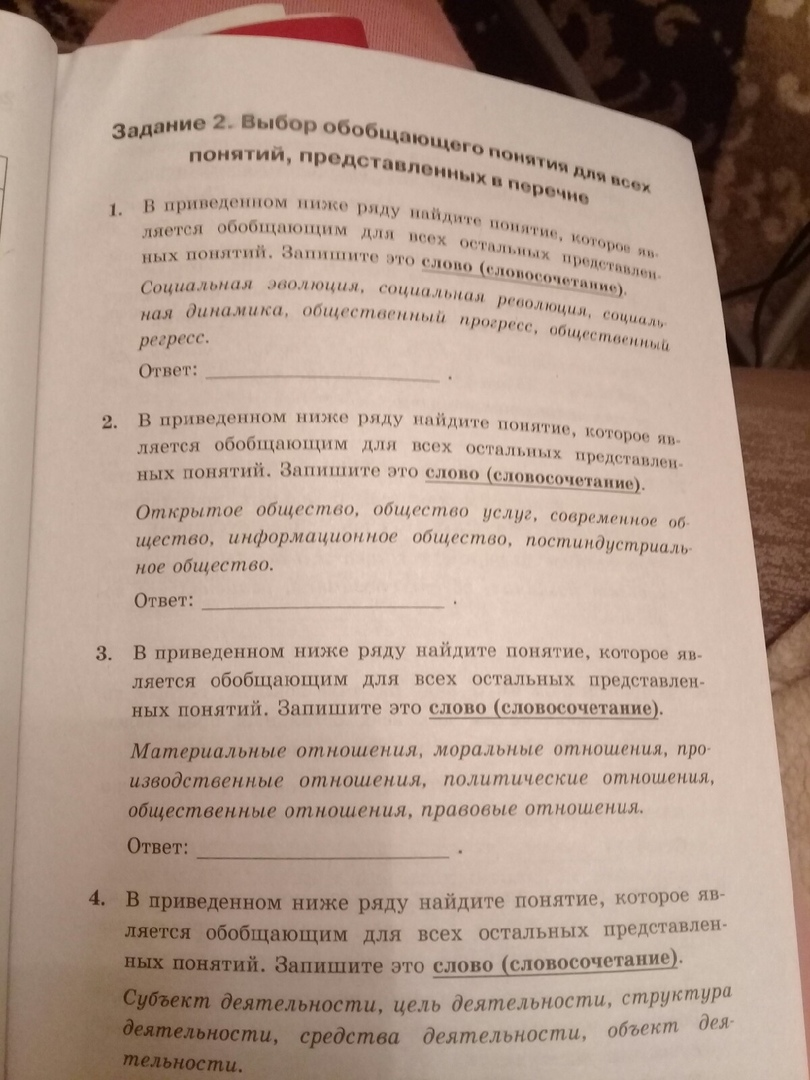 Задание 2. Выбор обобщающего понятия для всех
понятий, представленных в перечне
1. В приведенном ниже ряду найдите понятие, которое яв-
ляется обобщающим для всех остальных представлен-
ных понятий. Запишите это слово (словосочетание).
Социальная эволюция, социальная революция, социаль-
ная динамика, общественный прогресс, общественный
регресс.
Ответ: ____________________ .
2. В приведенном ниже ряду найдите понятие, которое яв-
ляется обобщающим для всех остальных представлен-
ных понятий. Запишите это слово (словосочетание).
Открытое общество, общество услуг, современное об-
щество, информационное общество, постиндустриаль-
ное общество.
Ответ: ____________________ .
3. В приведенном ниже ряду найдите понятие, которое яв-
ляется обобщающим для всех остальных представлен-
ных понятий. Запишите это слово (словосочетание).
Материальные отношения, моральные отношения, про-
изводственные отношения, политические отношения,
общественные отношения, правовые отношения.
Ответ: ____________________ .
4. В приведенном ниже ряду найдите понятие, которое яв-
ляется обобщающим для всех остальных представлен-
ных понятий. Запишите это слово (словосочетание).
Субъект деятельности, цель деятельности, структура
деятельности, средства деятельности, объект дея-
тельности.